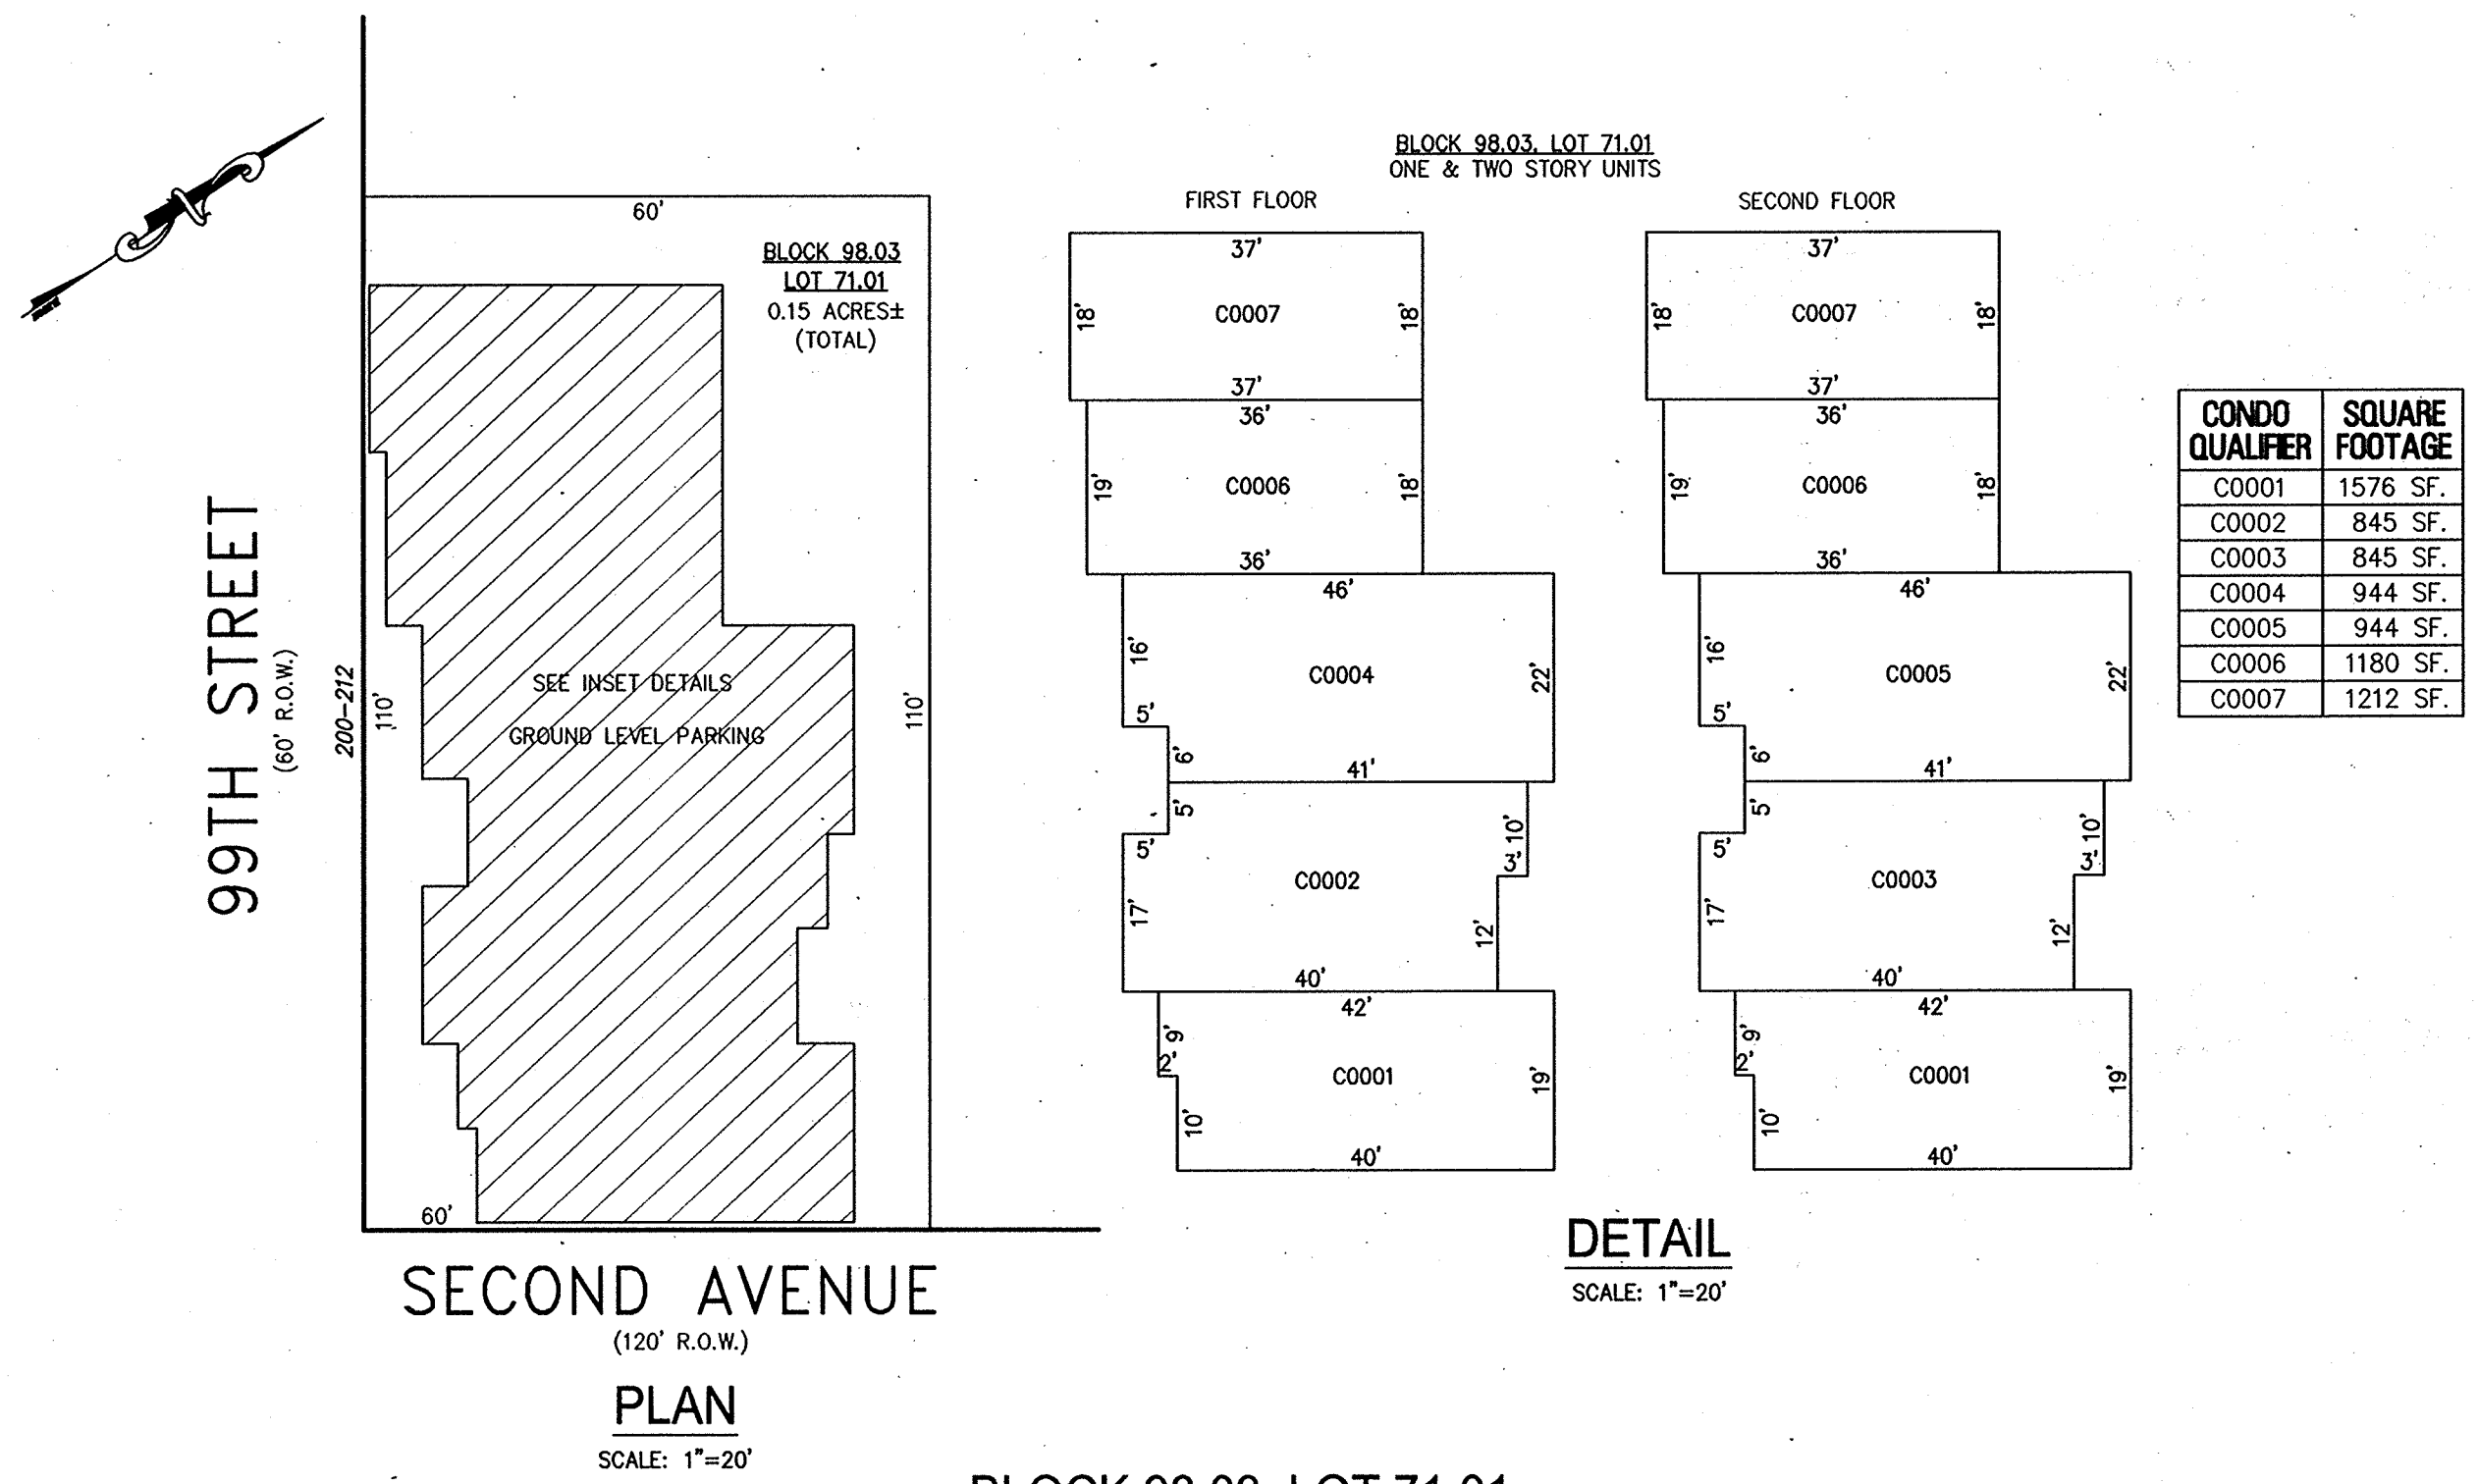 60'
BLOCK 98.03
LOT 71.01
0.15 ACRES±
(TOTAL)
99TH STREET
(60' R.O.W.)
200-212
110'
SEE INSET DETAILS
GROUND LEVEL PARKING
110'
60'
SECOND AVENUE
(120' R.O.W.)
PLAN
SCALE: 1"=20'
BLOCK 98.03, LOT 71.01
ONE & TWO STORY UNITS
FIRST FLOOR
37'
18'
C0007
18'
37'
36'
19'
C0006
18'
36'
46'
16'
C0004
22'
5'
6'
41'
5'
10'
5'
3'
C0002
17'
12'
40'
42'
9'
2'
C0001
19'
10'
40'
SECOND FLOOR
37'
18'
C0007
18'
37'
36'
19'
C0006
18'
36'
46'
16'
C0005
22'
5'
6'
41'
5'
10'
5'
3'
C0003
17'
12'
40'
42'
9'
2'
C0001
19'
10'
40'
DETAIL
SCALE: 1"=20'
CONDO QUALIFIER SQUARE FOOTAGE
C0001 1576 SF.
C0002 845 SF.
C0003 845 SF.
C0004 944 SF.
C0005 944 SF.
C0006 1180 SF.
C0007 1212 SF.
BLOCK 98.03, LOT 71.01